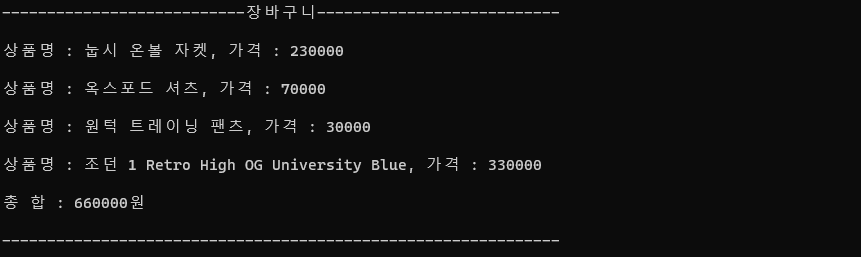 ---------------------------장바구니---------------------------
상품명 : 눕시 온볼 자켓, 가격 : 230000
상품명 : 옥스포드 셔츠, 가격 : 70000
상품명 : 원턱 트레이닝 팬츠, 가격 : 30000
상품명 : 조던 1 Retro High OG University Blue, 가격 : 330000
총 합 : 660000원
--------------------------------------------------------------